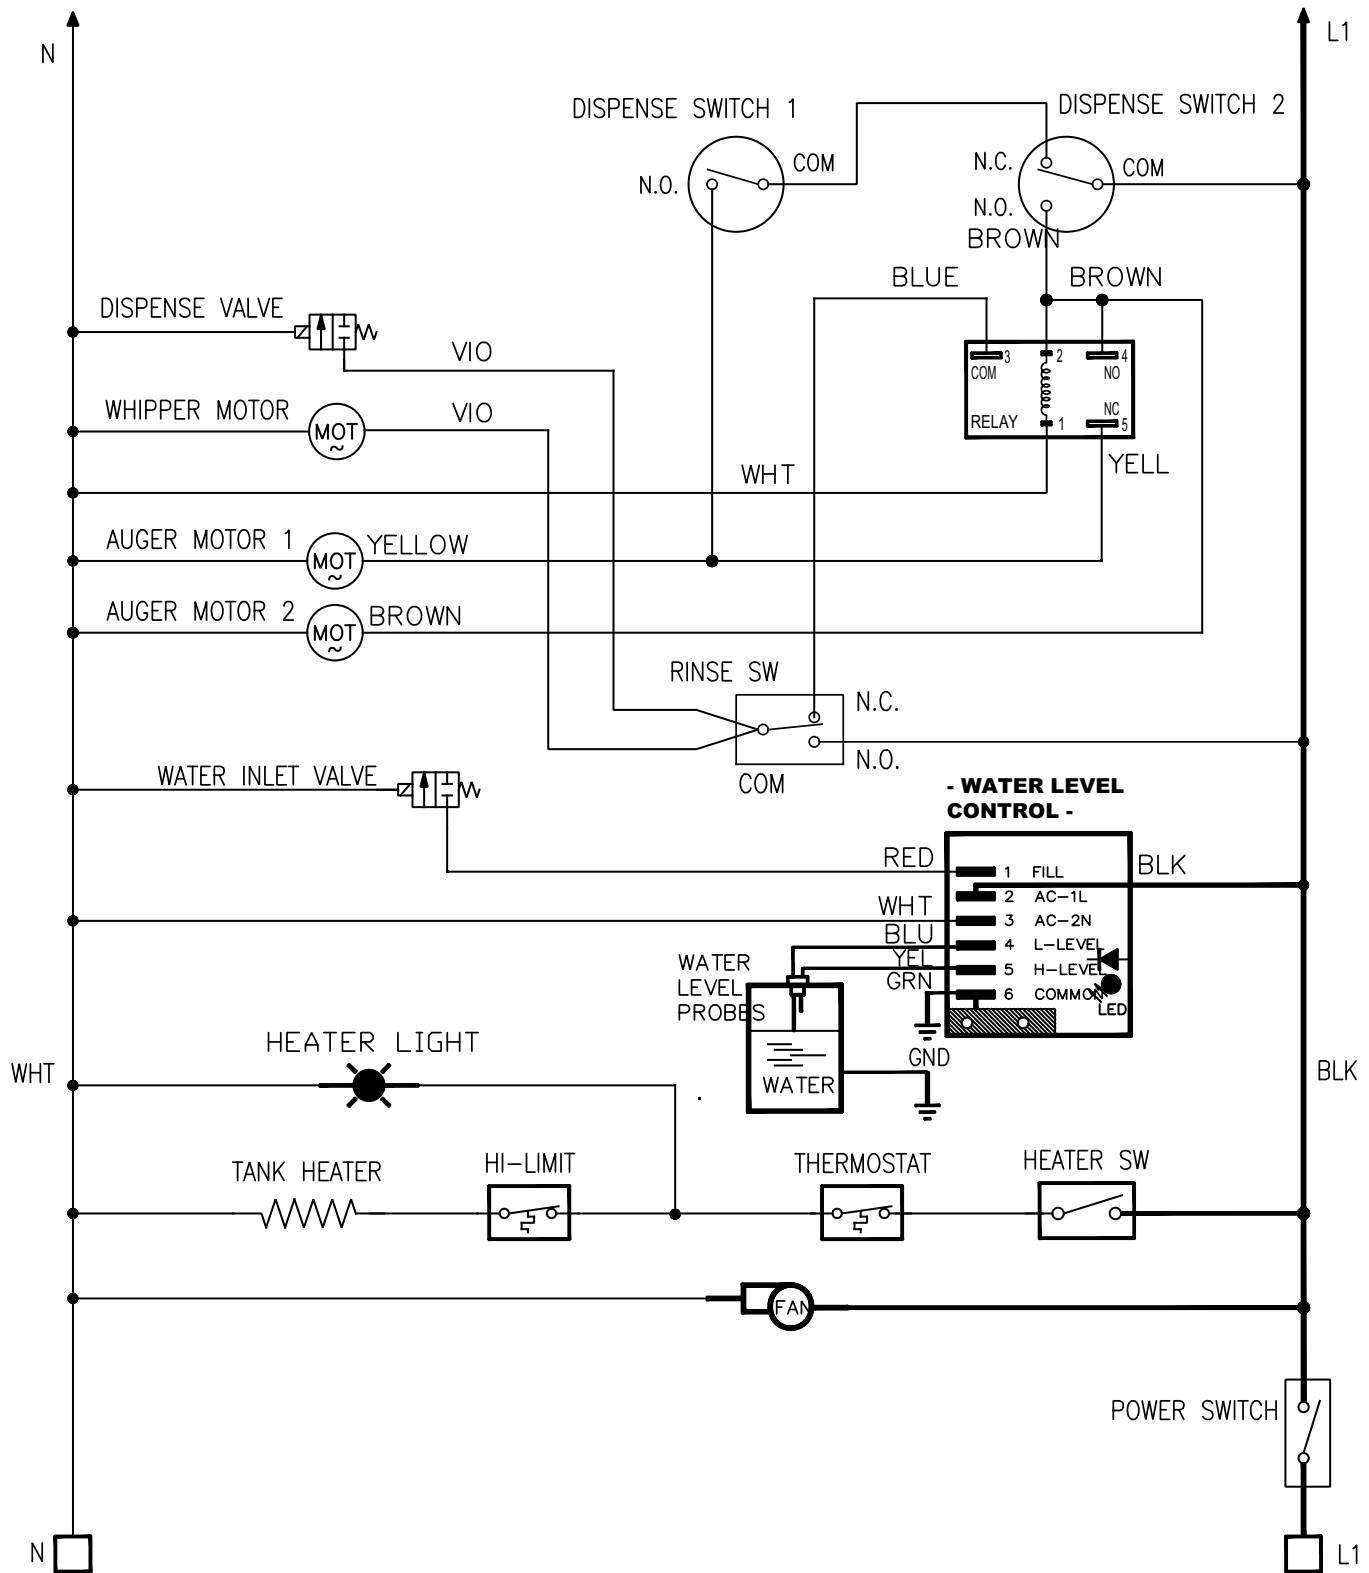 N
L1
DISPENSE SWITCH 1
DISPENSE SWITCH 2
N.O.
COM
N.C.
COM
N.O.
BROWN
BLUE
BROWN
DISPENSE VALVE
VIO
3
2
4
COM
NO
WHIPPER MOTOR
MOT
~
VIO
RELAY
1
NC
5
WHT
YELL
AUGER MOTOR 1
MOT
~
YELLOW
AUGER MOTOR 2
MOT
~
BROWN
RINSE SW
N.C.
N.O.
COM
WATER INLET VALVE
- WATER LEVEL
CONTROL -
RED
1 FILL
BLK
2 AC-1L
WHT
3 AC-2N
BLU
4 L-LEVEL
YEL
5 H-LEVEL
GRN
6 COMMON
LED
WATER
LEVEL
PROBES
GND
WATER
HEATER LIGHT
WHT
BLK
TANK HEATER
HI-LIMIT
THERMOSTAT
HEATER SW
FAN
POWER SWITCH
N
L1